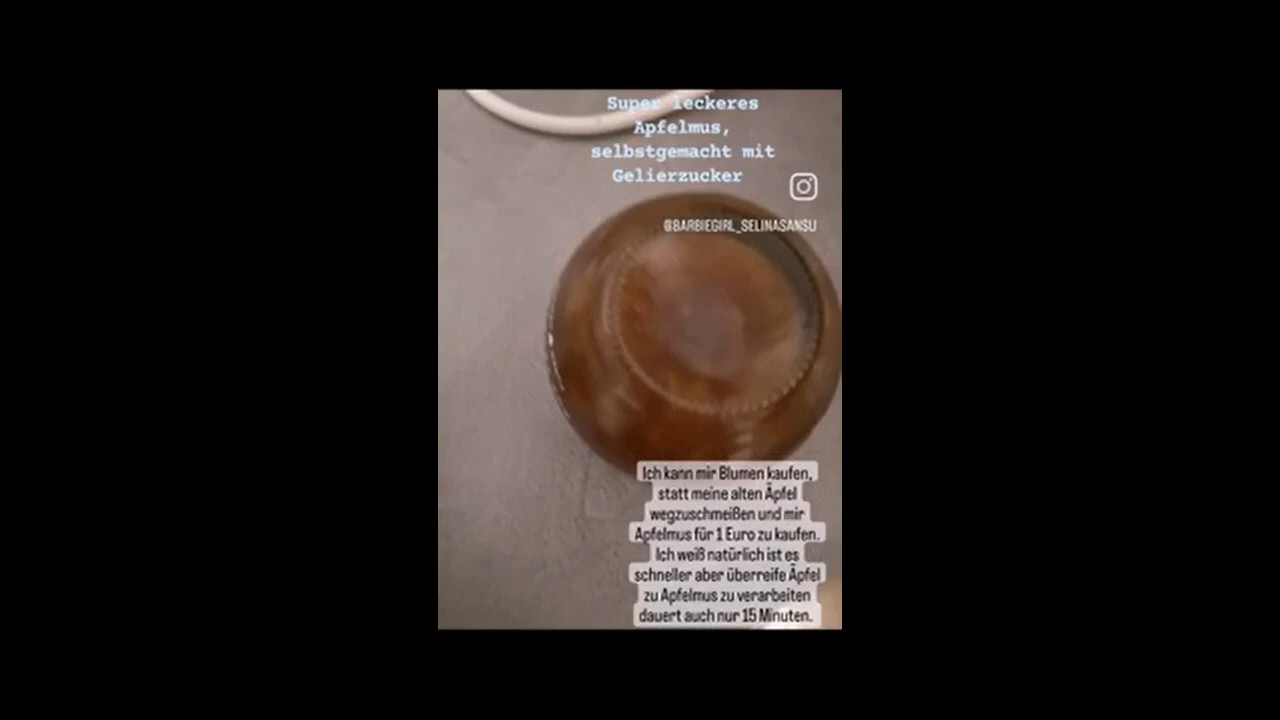 Super leckeres
Apfelmus,
selbstgemacht mit
Gelierzucker
@BARBIEGIRL_SELINASANSU
Ich kann mir Blumen kaufen,
statt meine alten Äpfel
wegzuschmeißen und mir
Apfelmus für 1 Euro zu kaufen.
Ich weiß natürlich ist es
schneller aber überreife Äpfel
zu Apfelmus zu verarbeiten
dauert auch nur 15 Minuten.